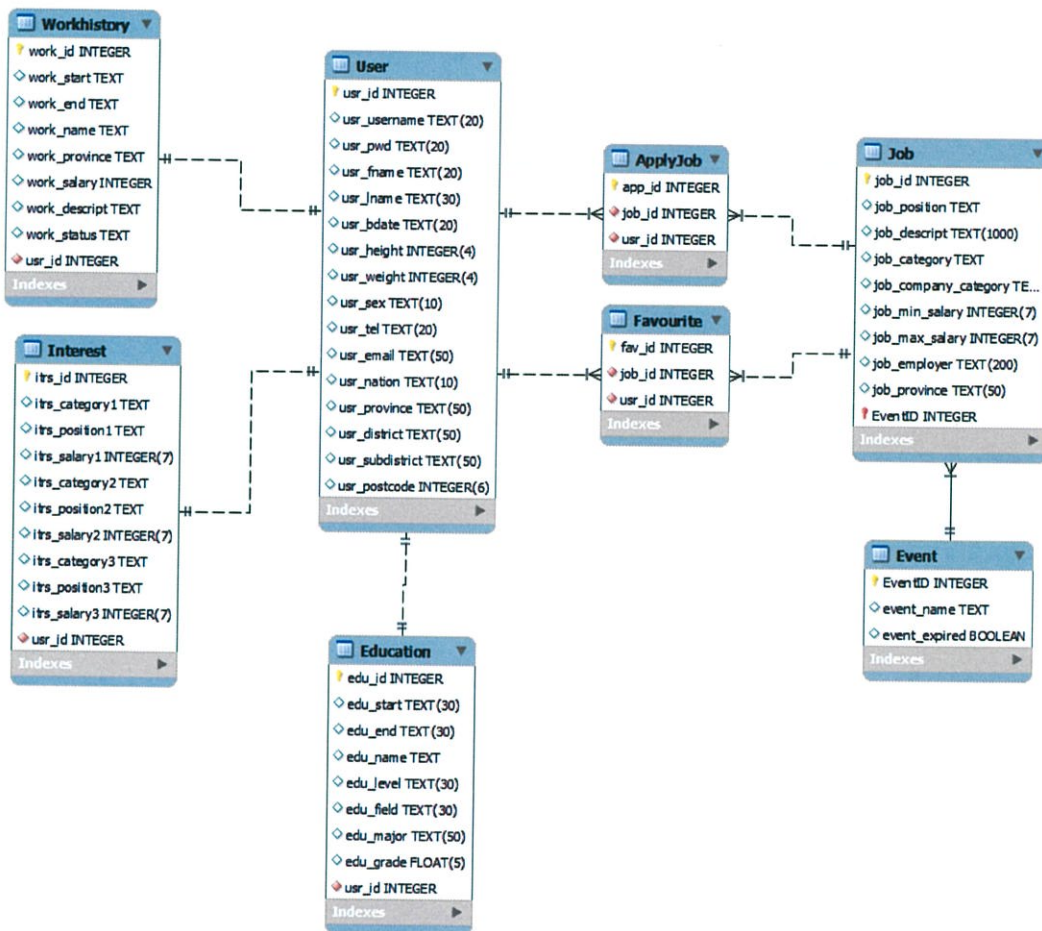 Workhistory
work_id INTEGER
work_start TEXT
work_end TEXT
work_name TEXT
work_province TEXT
work_salary INTEGER
work_descript TEXT
work_status TEXT
usr_id INTEGER
Indexes
User
usr_id INTEGER
usr_username TEXT(20)
usr_pwd TEXT(20)
usr_fname TEXT(20)
usr_lname TEXT(30)
usr_bdate TEXT(20)
usr_height INTEGER(4)
usr_weight INTEGER(4)
usr_sex TEXT(10)
usr_tel TEXT(20)
usr_email TEXT(50)
usr_nation TEXT(10)
usr_province TEXT(50)
usr_district TEXT(50)
usr_subdistrict TEXT(50)
usr_postcode INTEGER(6)
Indexes
ApplyJob
app_id INTEGER
job_id INTEGER
usr_id INTEGER
Indexes
Job
job_id INTEGER
job_position TEXT
job_descript TEXT(1000)
job_category TEXT
job_company_category TE...
job_min_salary INTEGER(7)
job_max_salary INTEGER(7)
job_employer TEXT(200)
job_province TEXT(50)
EventID INTEGER
Indexes
Interest
itrs_id INTEGER
itrs_category1 TEXT
itrs_position1 TEXT
itrs_salary1 INTEGER(7)
itrs_category2 TEXT
itrs_position2 TEXT
itrs_salary2 INTEGER(7)
itrs_category3 TEXT
itrs_position3 TEXT
itrs_salary3 INTEGER(7)
usr_id INTEGER
Indexes
Favourite
fav_id INTEGER
job_id INTEGER
usr_id INTEGER
Indexes
Event
EventID INTEGER
event_name TEXT
event_expired BOOLEAN
Indexes
Education
edu_id INTEGER
edu_start TEXT(30)
edu_end TEXT(30)
edu_name TEXT
edu_level TEXT(30)
edu_field TEXT(30)
edu_major TEXT(50)
edu_grade FLOAT(5)
usr_id INTEGER
Indexes